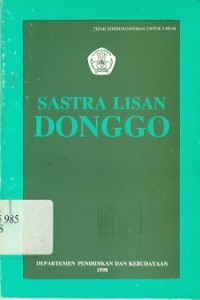 TIDAK DIPERDAGANGKAN UNTUK UMUM
SASTRA LISAN
DONGGO
985
S
DEPARTEMEN PENDIDIKAN DAN KEBUDAYAAN
1998